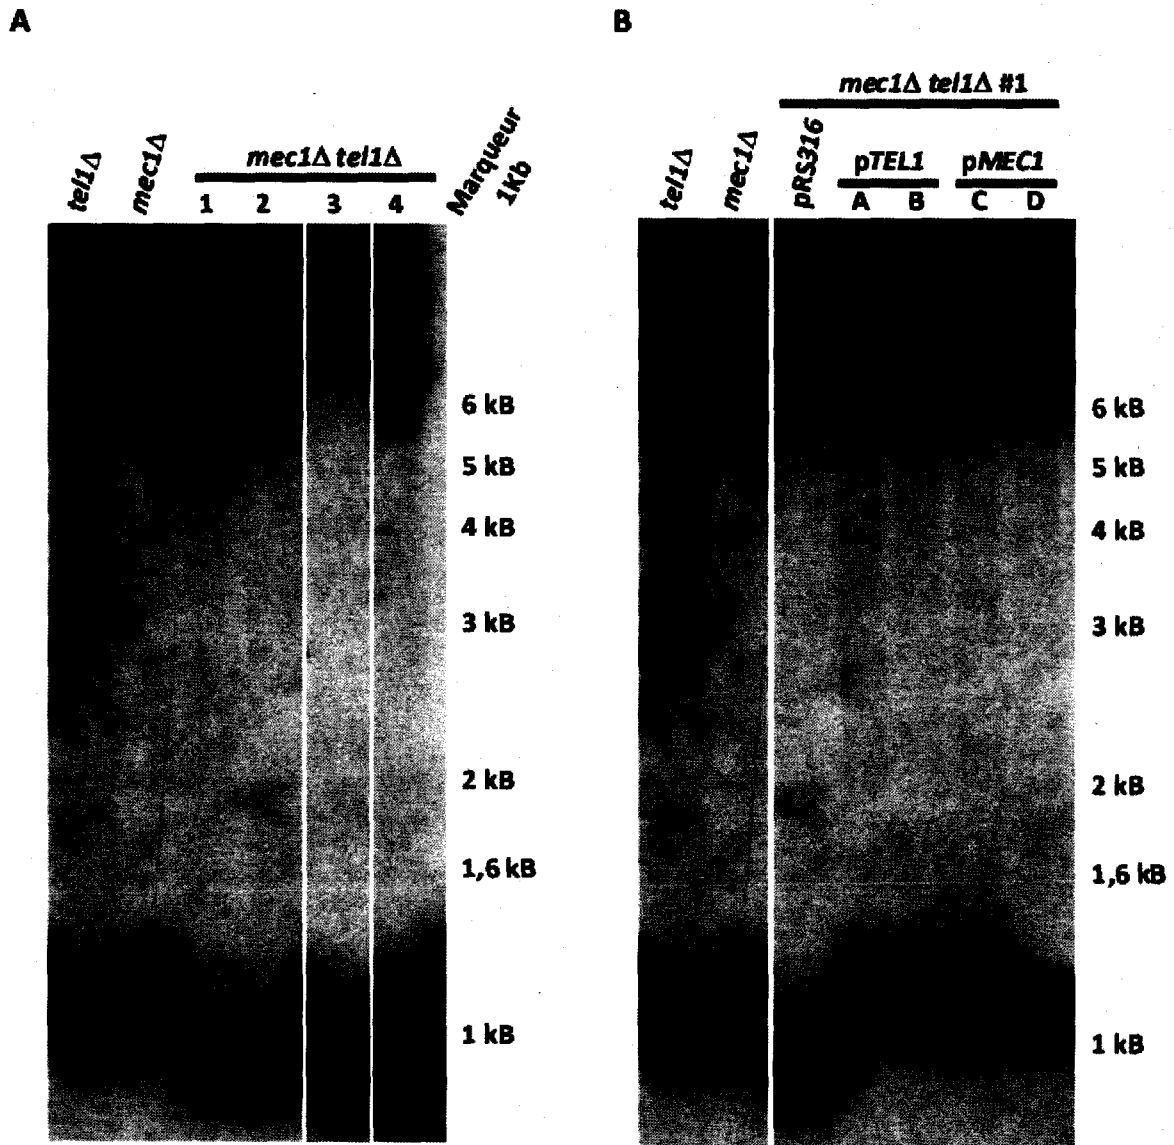 A
tel1Δ
mec1Δ
mec1Δ tel1Δ
1 2 3 4
Marqueur
1Kb
6 kB
5 kB
4 kB
3 kB
2 kB
1,6 kB
1 kB
B
mec1Δ tel1Δ #1
tel1Δ
mec1Δ
pRS316
pTEL1
pMEC1
A B C D
6 kB
5 kB
4 kB
3 kB
2 kB
1,6 kB
1 kB